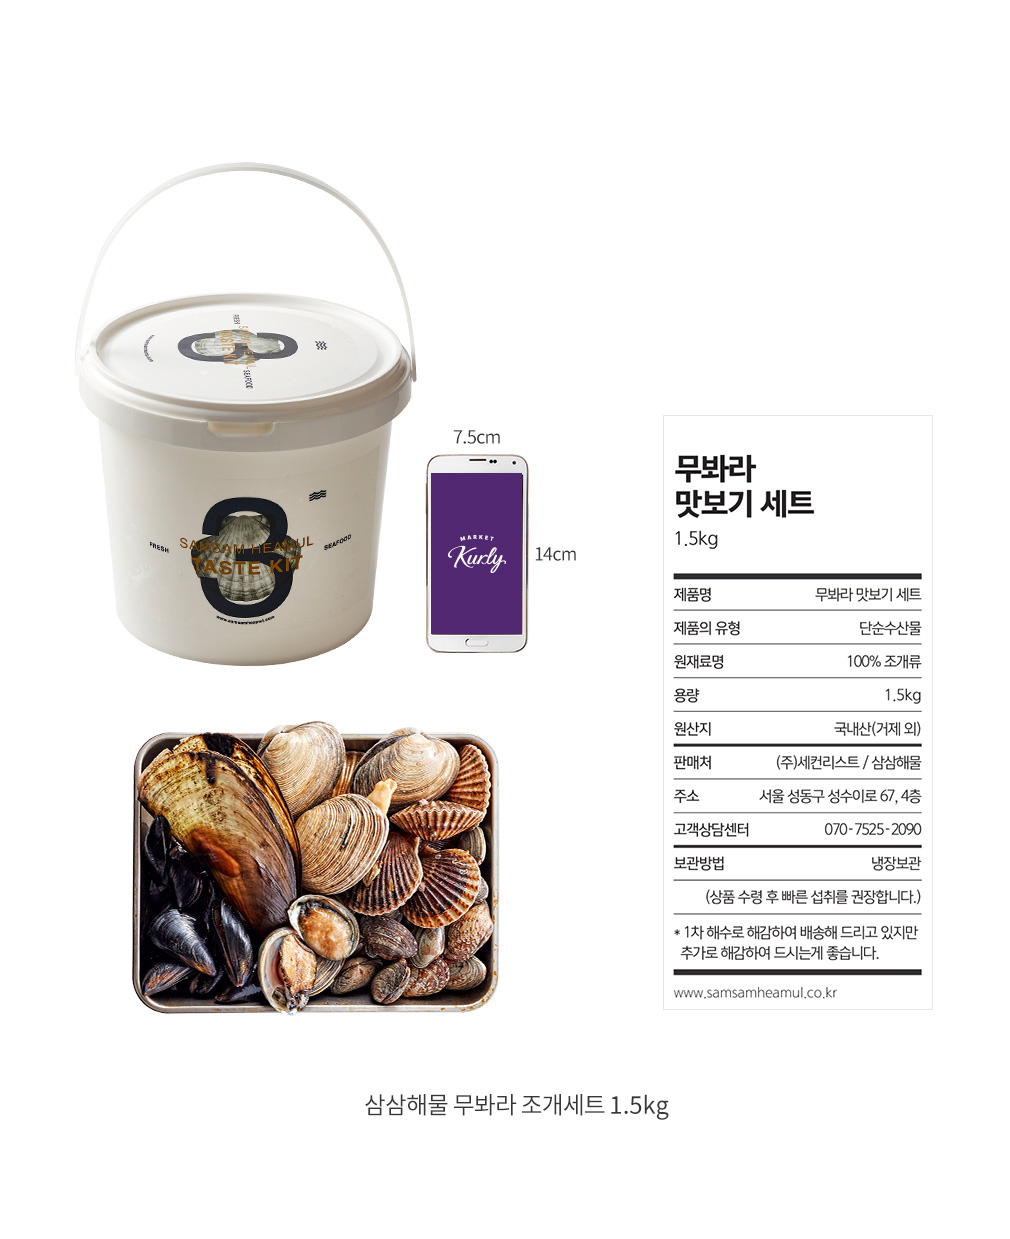 FRESH
SEAFOOD
7.5cm
MARKET
Kurly
14cm
FRESH
SAMSAM HEAMUL
SEAFOOD
TASTE KIT
www.samsamheamul.com
무봐라
맛보기 세트
1.5kg
제품명 무봐라 맛보기 세트
제품의 유형 단순수산물
원재료명 100% 조개류
용량 1.5kg
원산지 국내산(거제 외)
판매처 (주)세컨리스트 / 삼삼해물
주소 서울 성동구 성수이로 67, 4층
고객상담센터 070-7525-2090
보관방법 냉장보관
(상품 수령 후 빠른 섭취를 권장합니다.)
* 1차 해수로 해감하여 배송해 드리고 있지만
추가로 해감하여 드시는게 좋습니다.
www.samsamheamul.co.kr
삼삼해물 무봐라 조개세트 1.5kg